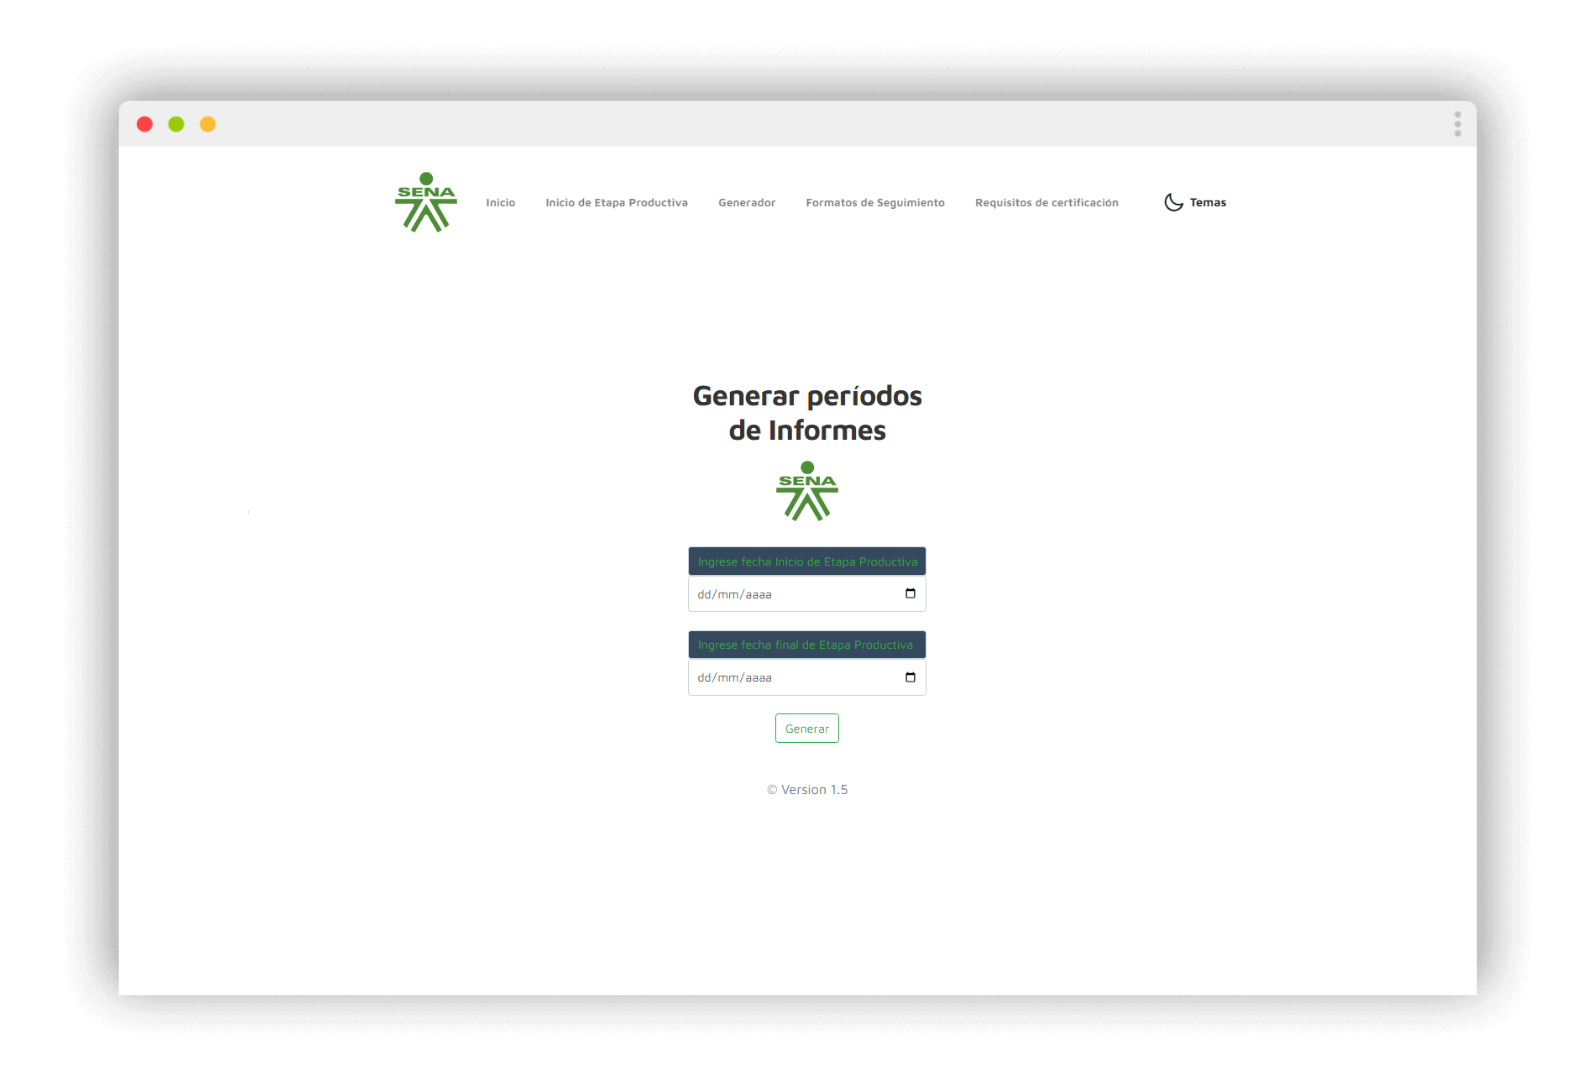 SENA
Inicio
Inicio de Etapa Productiva
Generador
Formatos de Seguimiento
Requisitos de certificación
Temas
Generar períodos
de Informes
SENA
Ingrese fecha Inicio de Etapa Productiva
dd/mm/aaaa
Ingrese fecha final de Etapa Productiva
dd/mm/aaaa
Generar
© Version 1.5